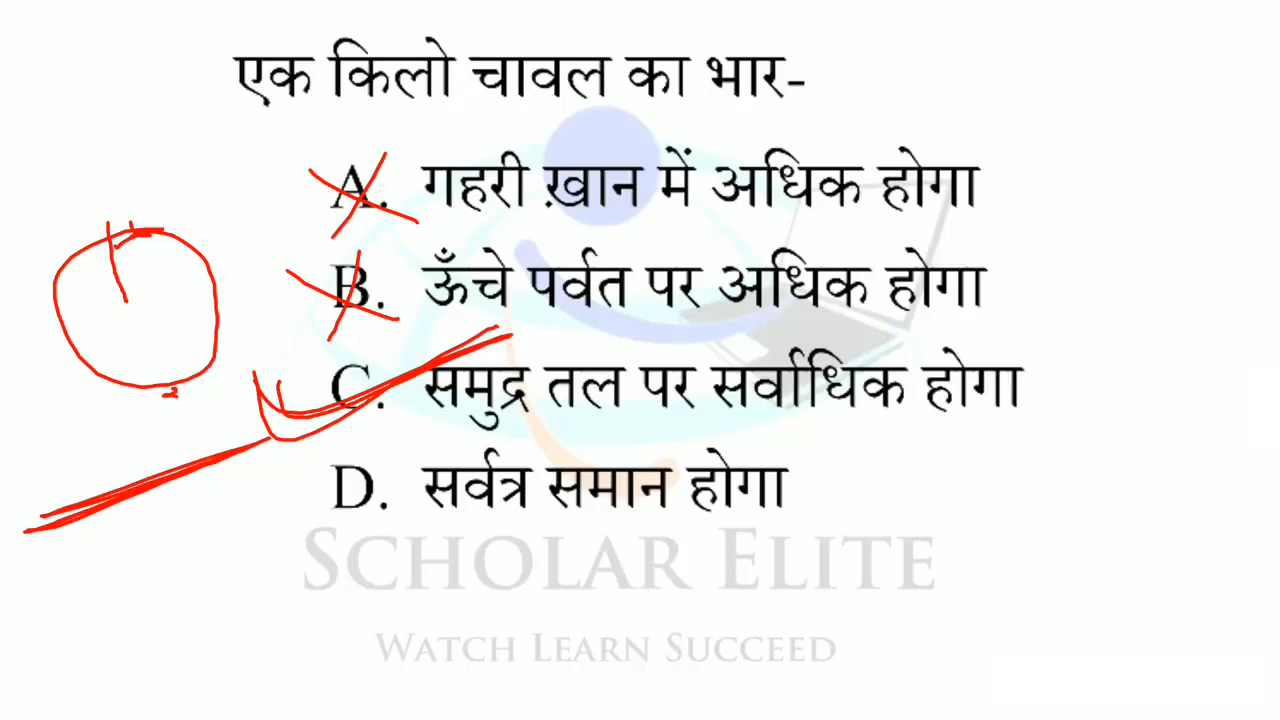 एक किलो चावल का भार-
A. गहरी ख़ान में अधिक होगा
B. ऊँचे पर्वत पर अधिक होगा
C. समुद्र तल पर सर्वाधिक होगा
D. सर्वत्र समान होगा
SCHOLAR ELITE
WATCH LEARN SUCCEED